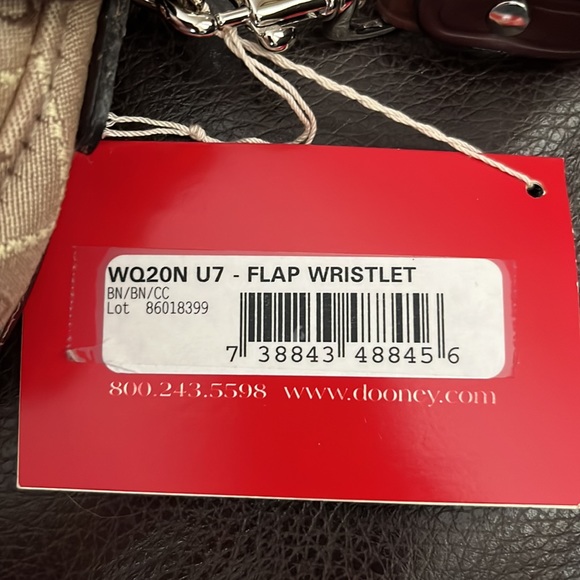 WQ20N U7 - FLAP WRISTLET
BN/BN/CC
Lot 86018399
7 38843 48845 6
800.243.5598 www.dooney.com